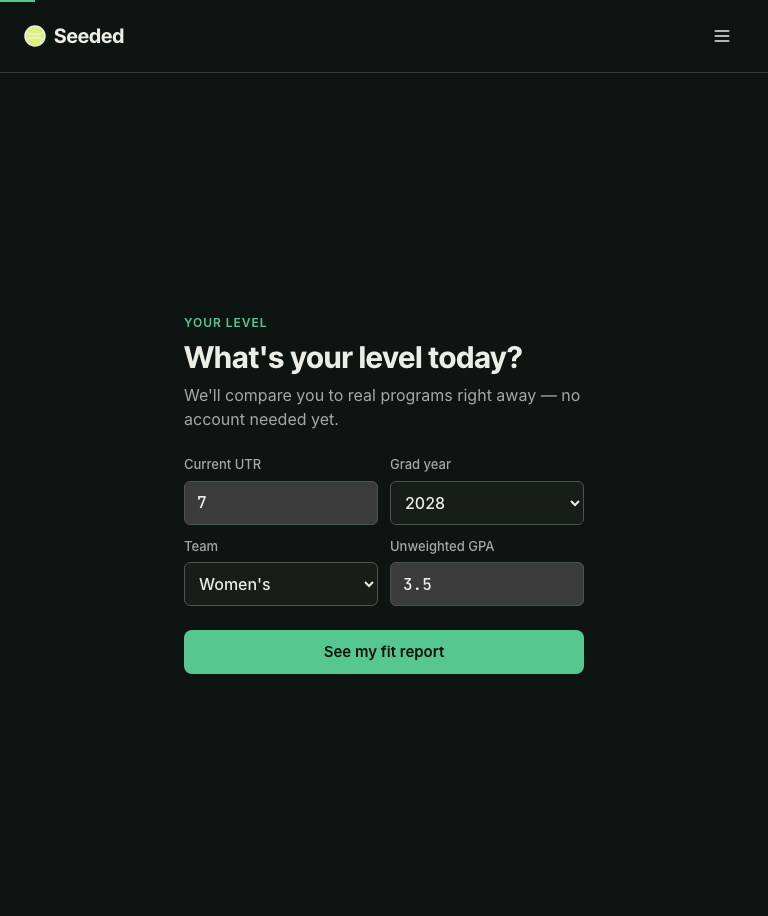 Seeded
YOUR LEVEL
What's your level today?
We'll compare you to real programs right away — no
account needed yet.
Current UTR
Grad year
7
2028
Team
Unweighted GPA
Women's
3.5
See my fit report